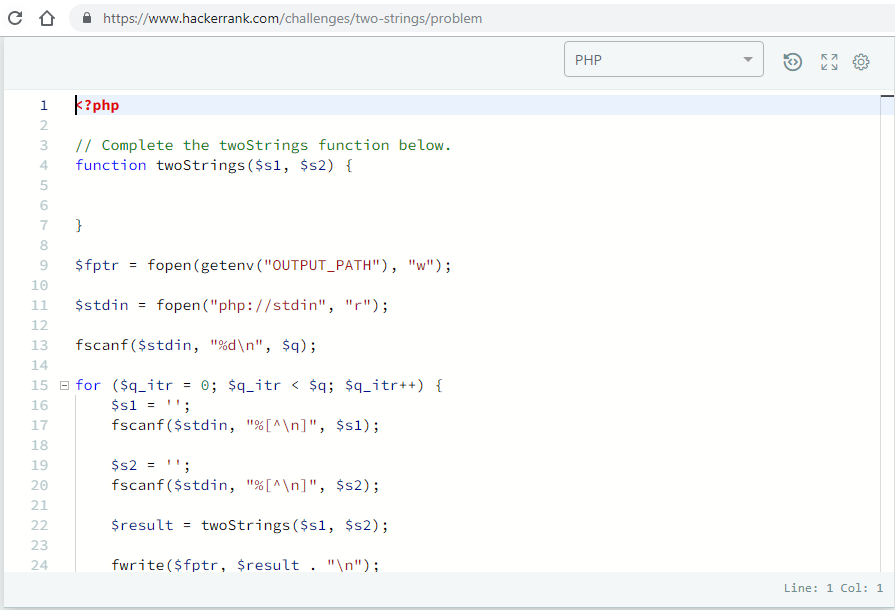 https://www.hackerrank.com/challenges/two-strings/problem
PHP
1 <?php
2
3 // Complete the twoStrings function below.
4 function twoStrings($s1, $s2) {
5
6
7 }
8
9 $fptr = fopen(getenv("OUTPUT_PATH"), "w");
10
11 $stdin = fopen("php://stdin", "r");
12
13 fscanf($stdin, "%d\n", $q);
14
15 for ($q_itr = 0; $q_itr < $q; $q_itr++) {
16     $s1 = '';
17     fscanf($stdin, "%[^\n]", $s1);
18
19     $s2 = '';
20     fscanf($stdin, "%[^\n]", $s2);
21
22     $result = twoStrings($s1, $s2);
23
24     fwrite($fptr, $result . "\n");
Line: 1 Col: 1